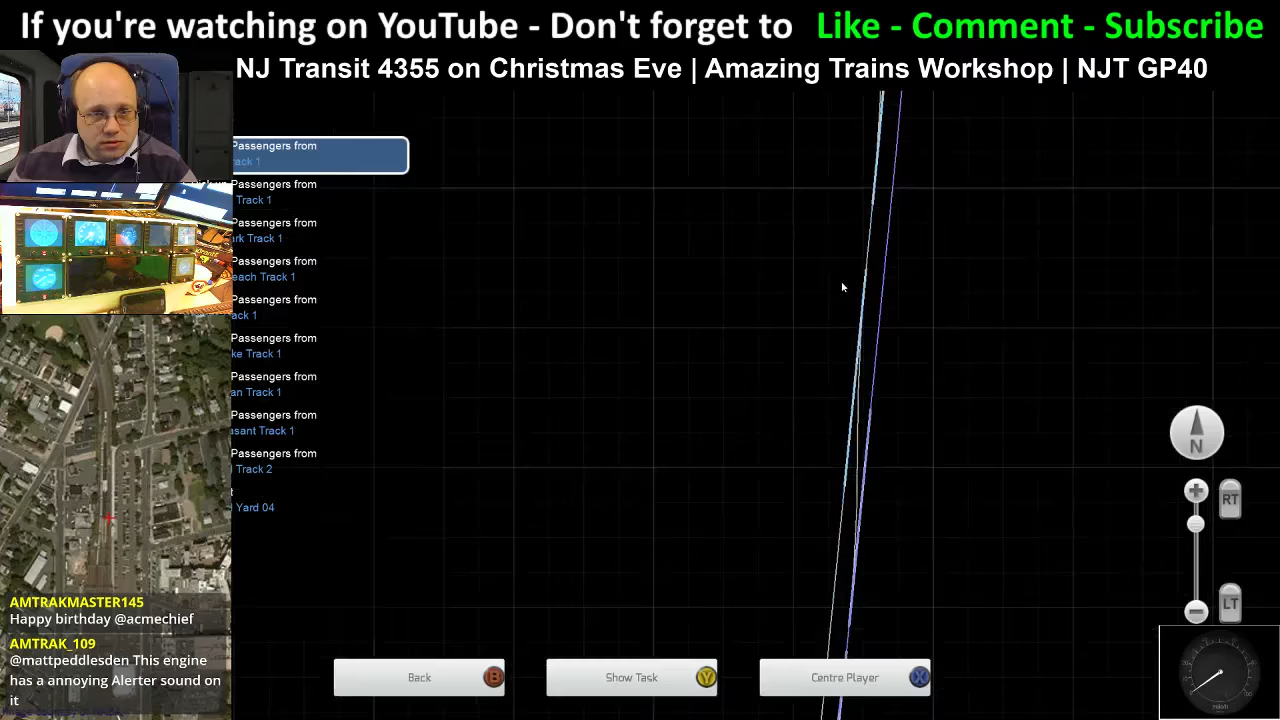 If you're watching on YouTube - Don't forget to Like - Comment - Subscribe
NJ Transit 4355 on Christmas Eve | Amazing Trains Workshop | NJT GP40
Passengers from
Track 1
Passengers from
Track 1
Passengers from
ark Track 1
Passengers from
each Track 1
Passengers from
ack 1
Passengers from
ke Track 1
Passengers from
an Track 1
Passengers from
asant Track 1
Passengers from
Track 2
t
d Yard 04
N
RT
LT
AMTRAKMASTER145
Happy birthday @acmechief
AMTRAK_109
@mattpeddlesden This engine
has a annoying Alerter sound on
it
Back B
Show Task Y
Centre Player X